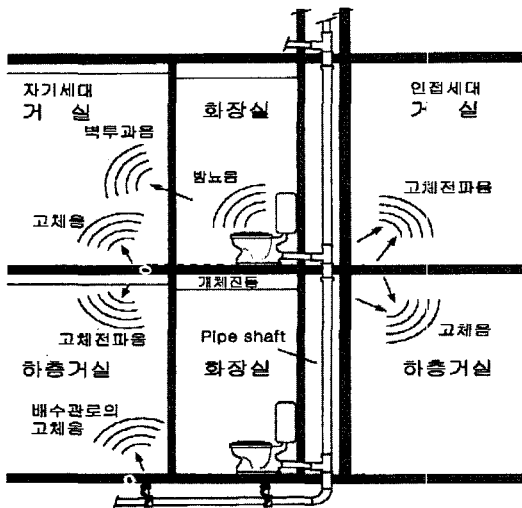 자기세대
거 실
화장실
인접세대
거 실
벽투과음
방뇨음
고체전파음
고체음
개체진동
고체전파음
Pipe shaft
고체음
하층거실
화장실
하층거실
배수관로의
고체음